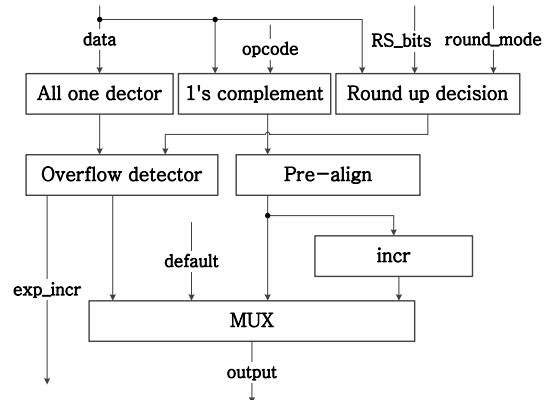 data
opcode
RS_bits
round_mode
All one dector
1's complement
Round up decision
Overflow detector
Pre-align
default
incr
exp_incr
MUX
output